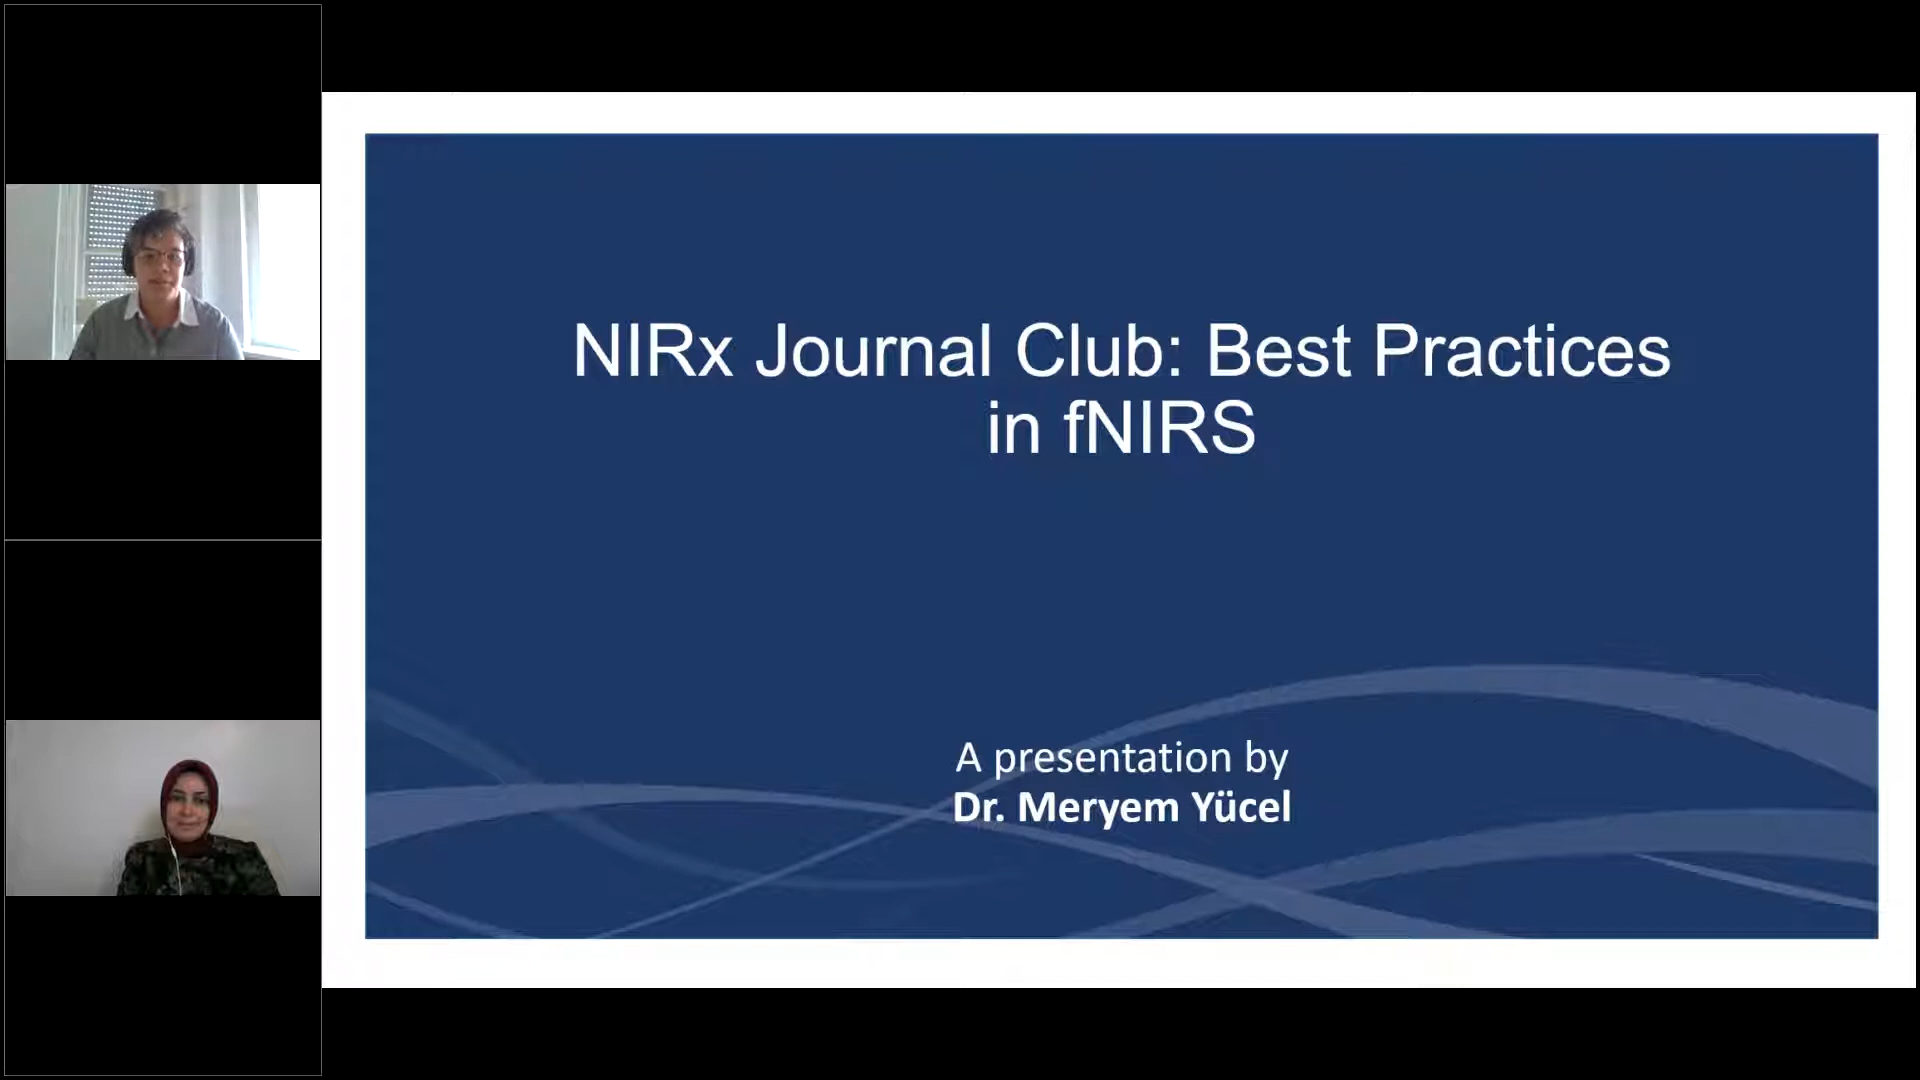 NIRx Journal Club: Best Practices
in fNIRS
A presentation by
Dr. Meryem Yücel